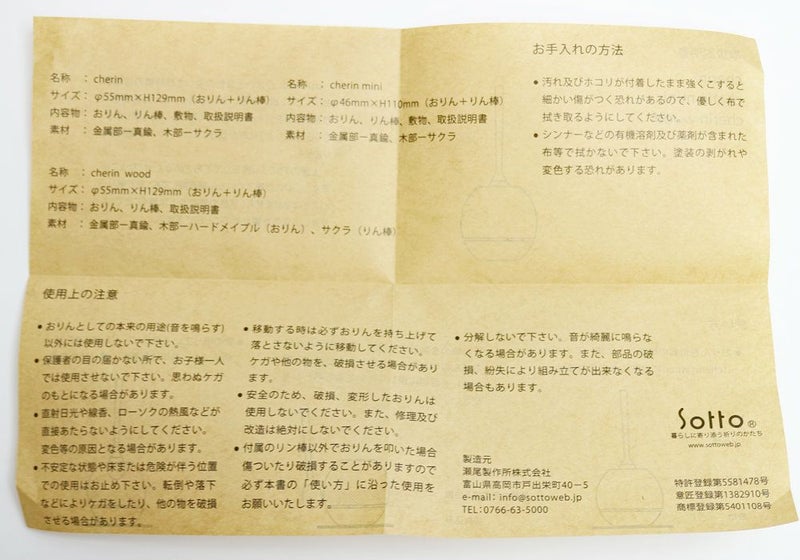 名称　：cherin
サイズ：φ55mm×H129mm（おりん＋りん棒）
内容物：おりん、りん棒、敷物、取扱説明書
素材　：金属部ー真鍮、木部ーサクラ
名称　：cherin mini
サイズ：φ46mm×H110mm（おりん＋りん棒）
内容物：おりん、りん棒、敷物、取扱説明書
素材　：金属部ー真鍮、木部ーサクラ
名称　：cherin wood
サイズ：φ55mm×H129mm（おりん＋りん棒）
内容物：おりん、りん棒、取扱説明書
素材　：金属部ー真鍮、木部ーハードメイプル（おりん）、サクラ（りん棒）
お手入れの方法
●汚れ及びホコリが付着したまま強くこすると
細かい傷がつく恐れがあるので、優しく布で
拭き取るようにしてください。
●シンナーなどの有機溶剤及び薬剤が含まれた
布等で拭かないで下さい。塗装の剥がれや
変色する恐れがあります。
使用上の注意
●おりんとしての本来の用途(音を鳴らす)
以外には使用しないで下さい。
●保護者の目の届かない所で、お子様一人
では使用させないで下さい。思わぬケガ
のもとになる場合があります。
●直射日光や線香、ローソクの熱風などが
直接あたらないようにしてください。
変色等の原因となる場合があります。
●不安定な状態や床または危険が伴う位置
での使用はお止め下さい。転倒や落下
などによりケガをしたり、他の物を破損
させる場合があります。
●移動する時は必ずおりんを持ち上げて
落とさないように移動してください。
ケガや他の物を、破損させる場合があり
ます。
●安全のため、破損、変形したおりんは
使用しないでください。また、修理及び
改造は絶対にしないでください。
●付属のリン棒以外でおりんを叩いた場合
傷ついたり破損することがありますので
必ず本書の「使い方」に沿った使用を
お願いいたします。
●分解しないで下さい。音が綺麗に鳴らな
くなる場合があります。また、部品の破
損、紛失により組み立てが出来なくなる
場合もあります。
製造元
瀬尾製作所株式会社
富山県高岡市戸出栄町40−5
e-mail：info@sottoweb.jp
TEL：0766-63-5000
Sotto®
暮らしに寄り添う祈りのかたち
www.sottoweb.jp
特許登録第5581478号
意匠登録第1382910号
商標登録第5401108号